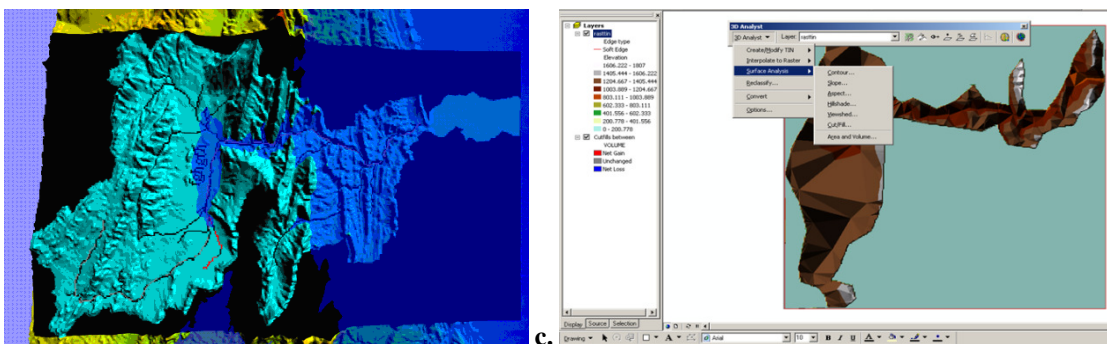 c.
Layers
rasttin
Edge type
Soft Edge
Elevation
1606.222 - 1807
1405.444 - 1606.222
1204.667 - 1405.44
1003.889 - 1204.667
803.111 - 1003.889
602.333 - 803.111
401.556 - 602.333
200.778 - 401.556
0 - 200.778
Cutfills between
VOLUME
Net Gain
Unchanged
Net Loss
Display Source Selection
3D Analyst
3D Analyst Layer: rasttin
Create/Modify TIN
Interpolate to Raster
Surface Analysis
Reclassify...
Convert
Options...
Contour...
Slope...
Aspect...
Hillshade...
Viewshed...
Cut/Fill...
Area and Volume...
Drawing A Arial 10 B I U A